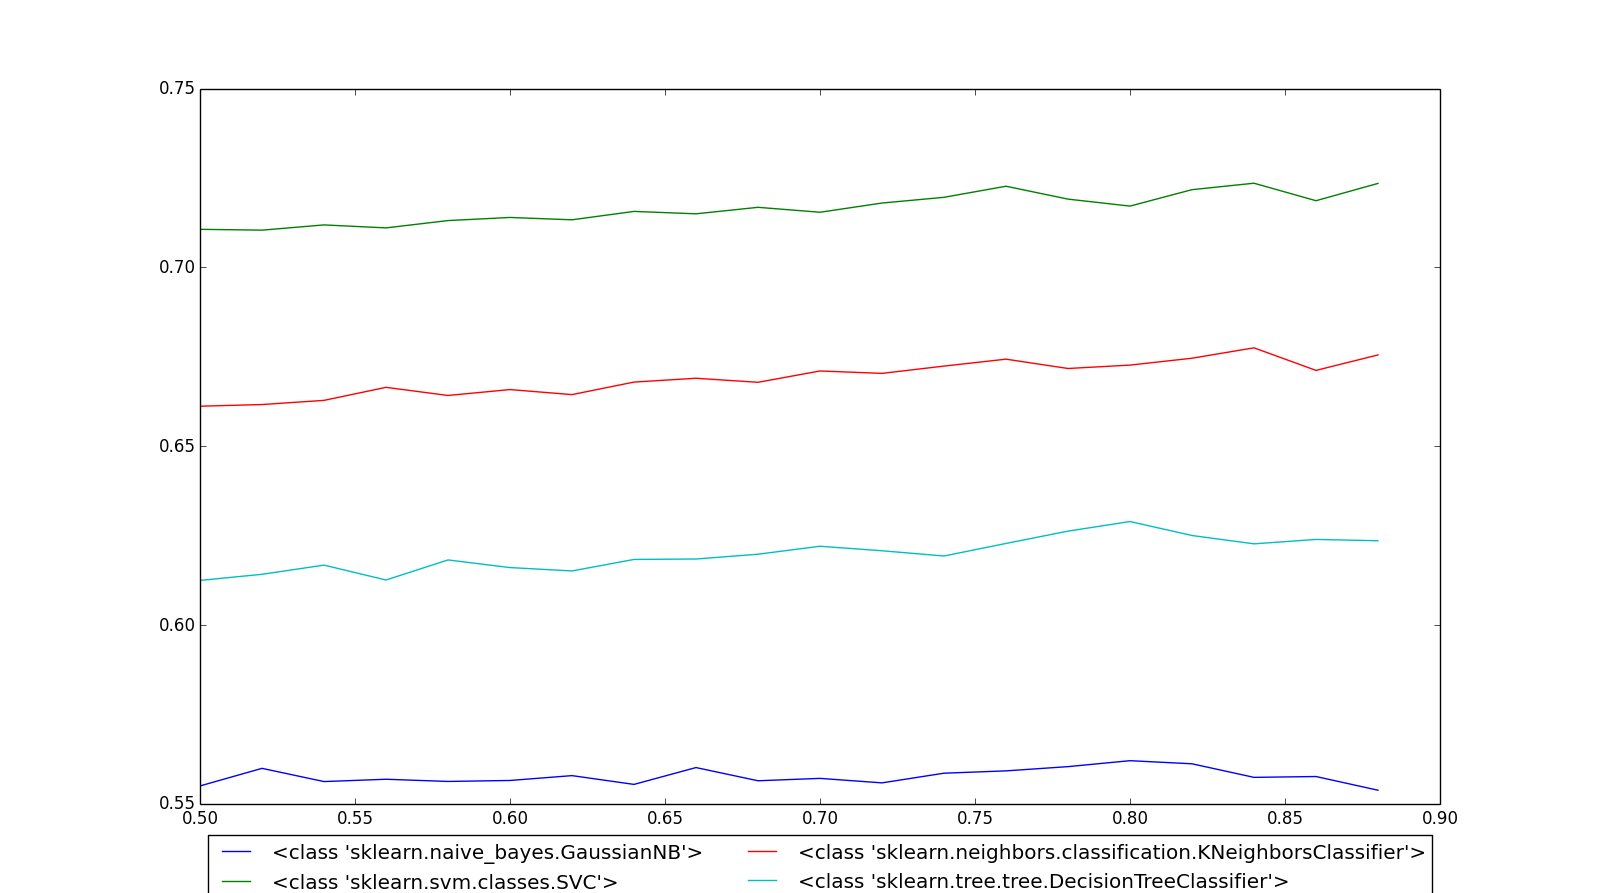 0.75
0.70
0.65
0.60
0.55
0.50 0.55 0.60 0.65 0.70 0.75 0.80 0.85 0.90
<class 'sklearn.naive_bayes.GaussianNB'> <class 'sklearn.neighbors.classification.KNeighborsClassifier'>
<class 'sklearn.svm.classes.SVC'> <class 'sklearn.tree.tree.DecisionTreeClassifier'>